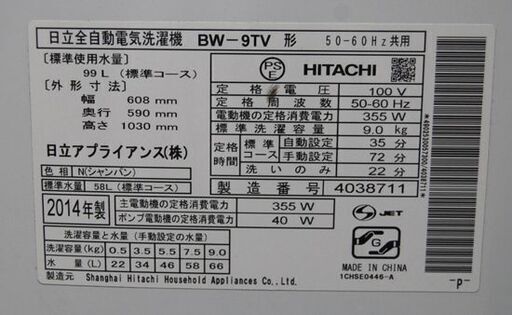 日立全自動電気洗濯機 BW-9TV 形 50-60Hz共用
[標準使用水量]
99L (標準コース)
[外形寸法]
幅 608 mm
奥行 590 mm
高さ 1030 mm
日立アプライアンス(株)
色相 N(シャンパン)
標準水量 58L (標準コース)
PSE HITACHI
定格電圧 100 V
定格周波数 50-60 Hz
電動機の定格消費電力 355 W
標準洗濯容量 9.0 kg
定格時間 標準コース 自動設定 35 分
手動設定 72 分
洗いのみ 22 分
製造番号 4038711
2014年製
主電動機の定格消費電力 355 W
ポンプ電動機の定格消費電力 40 W
S JET
洗濯容量と水量 (手動設定の水量)
洗濯容量(kg) 0.5 3.5 5.5 7.5 9.0
水量(L) 22 34 46 58 66
製造元: Shanghai Hitachi Household Appliances Co., Ltd.
G
MADE IN CHINA
1CHSE0446-A
-P-